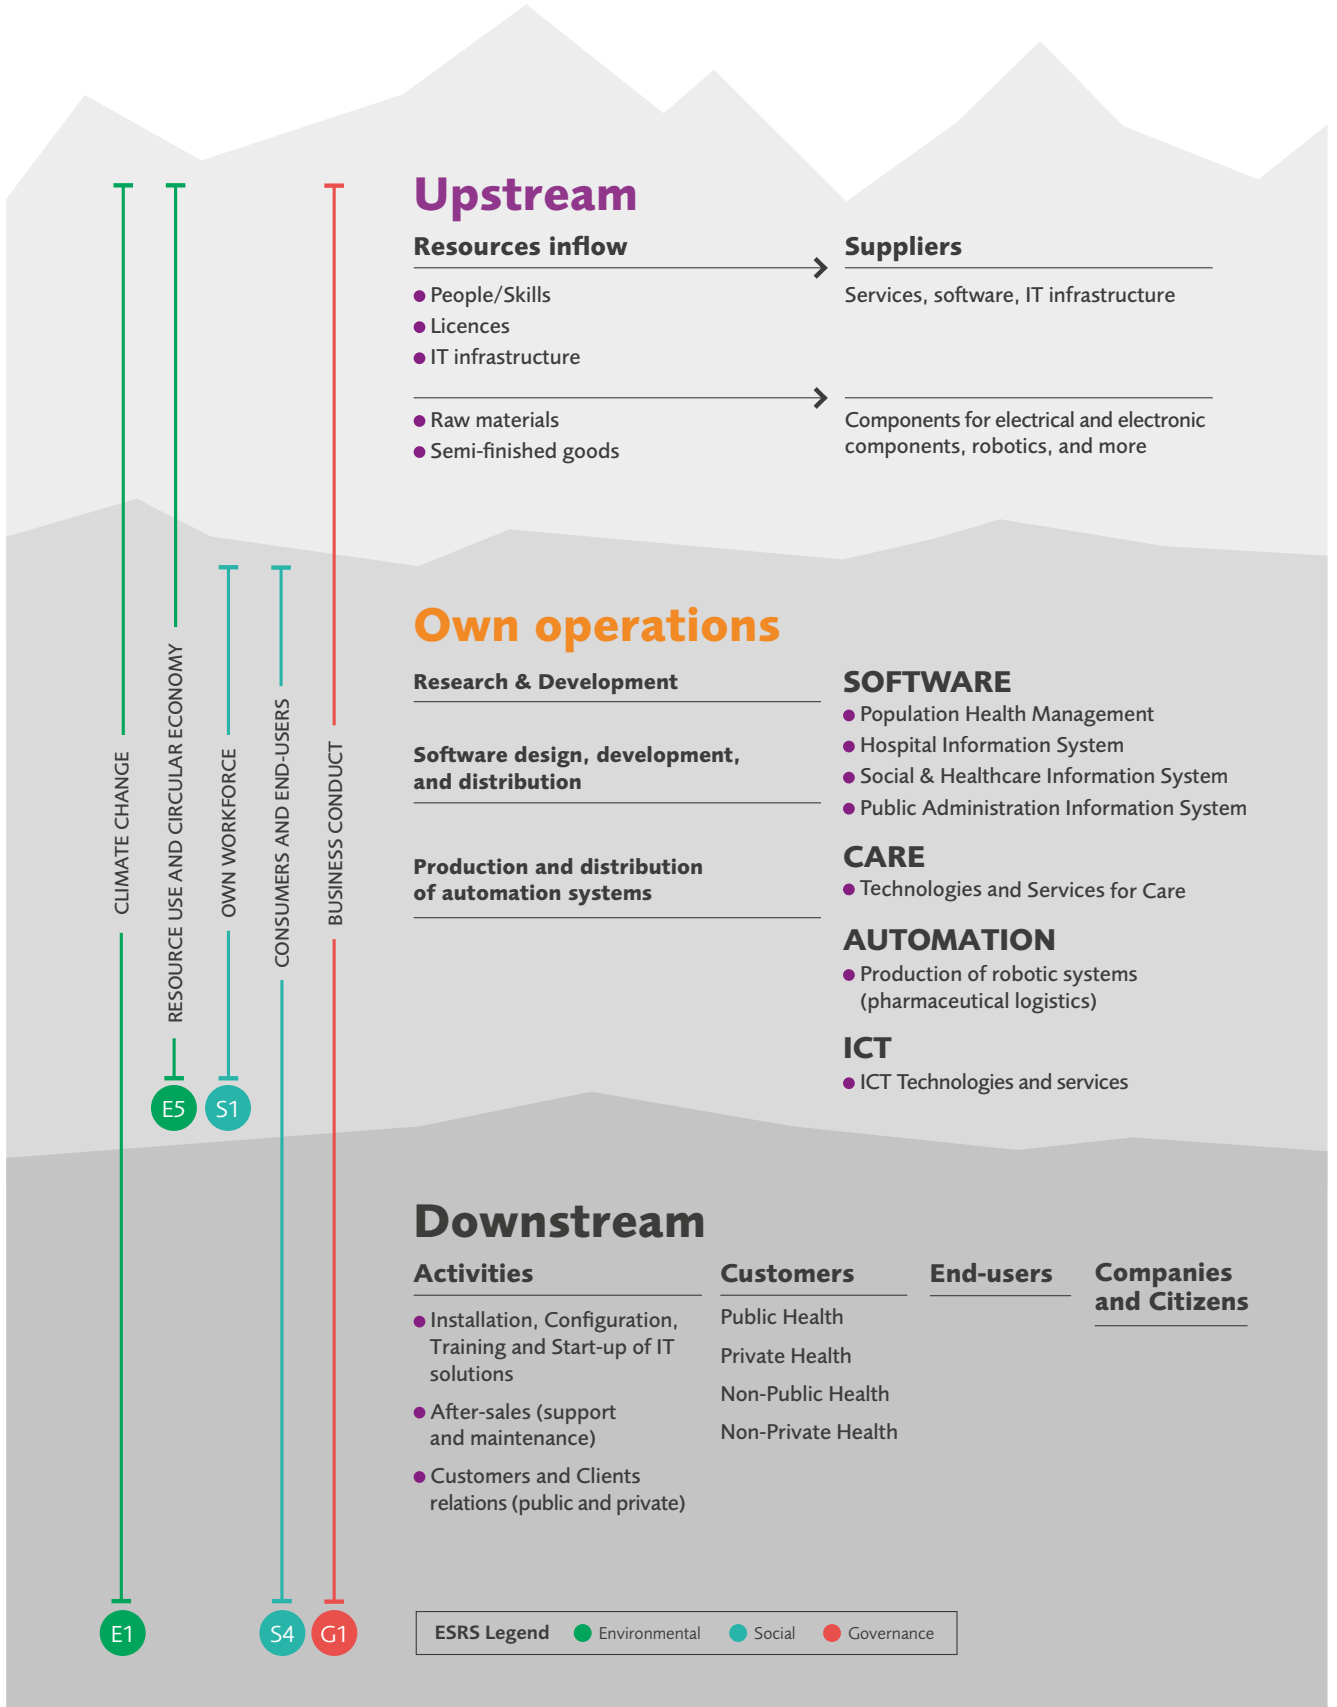 Upstream
Resources inflow
Suppliers
People/Skills
Licences
IT infrastructure
Services, software, IT infrastructure
Raw materials
Semi-finished goods
Components for electrical and electronic
components, robotics, and more
CLIMATE CHANGE
RESOURCE USE AND CIRCULAR ECONOMY
OWN WORKFORCE
CONSUMERS AND END-USERS
BUSINESS CONDUCT
Own operations
Research & Development
Software design, development,
and distribution
Production and distribution
of automation systems
SOFTWARE
Population Health Management
Hospital Information System
Social & Healthcare Information System
Public Administration Information System
CARE
Technologies and Services for Care
AUTOMATION
Production of robotic systems
(pharmaceutical logistics)
ICT
ICT Technologies and services
E5
S1
Downstream
Activities
Installation, Configuration,
Training and Start-up of IT
solutions
After-sales (support
and maintenance)
Customers and Clients
relations (public and private)
Customers
Public Health
Private Health
Non-Public Health
Non-Private Health
End-users
Companies
and Citizens
E1
S4
G1
ESRS Legend
Environmental
Social
Governance